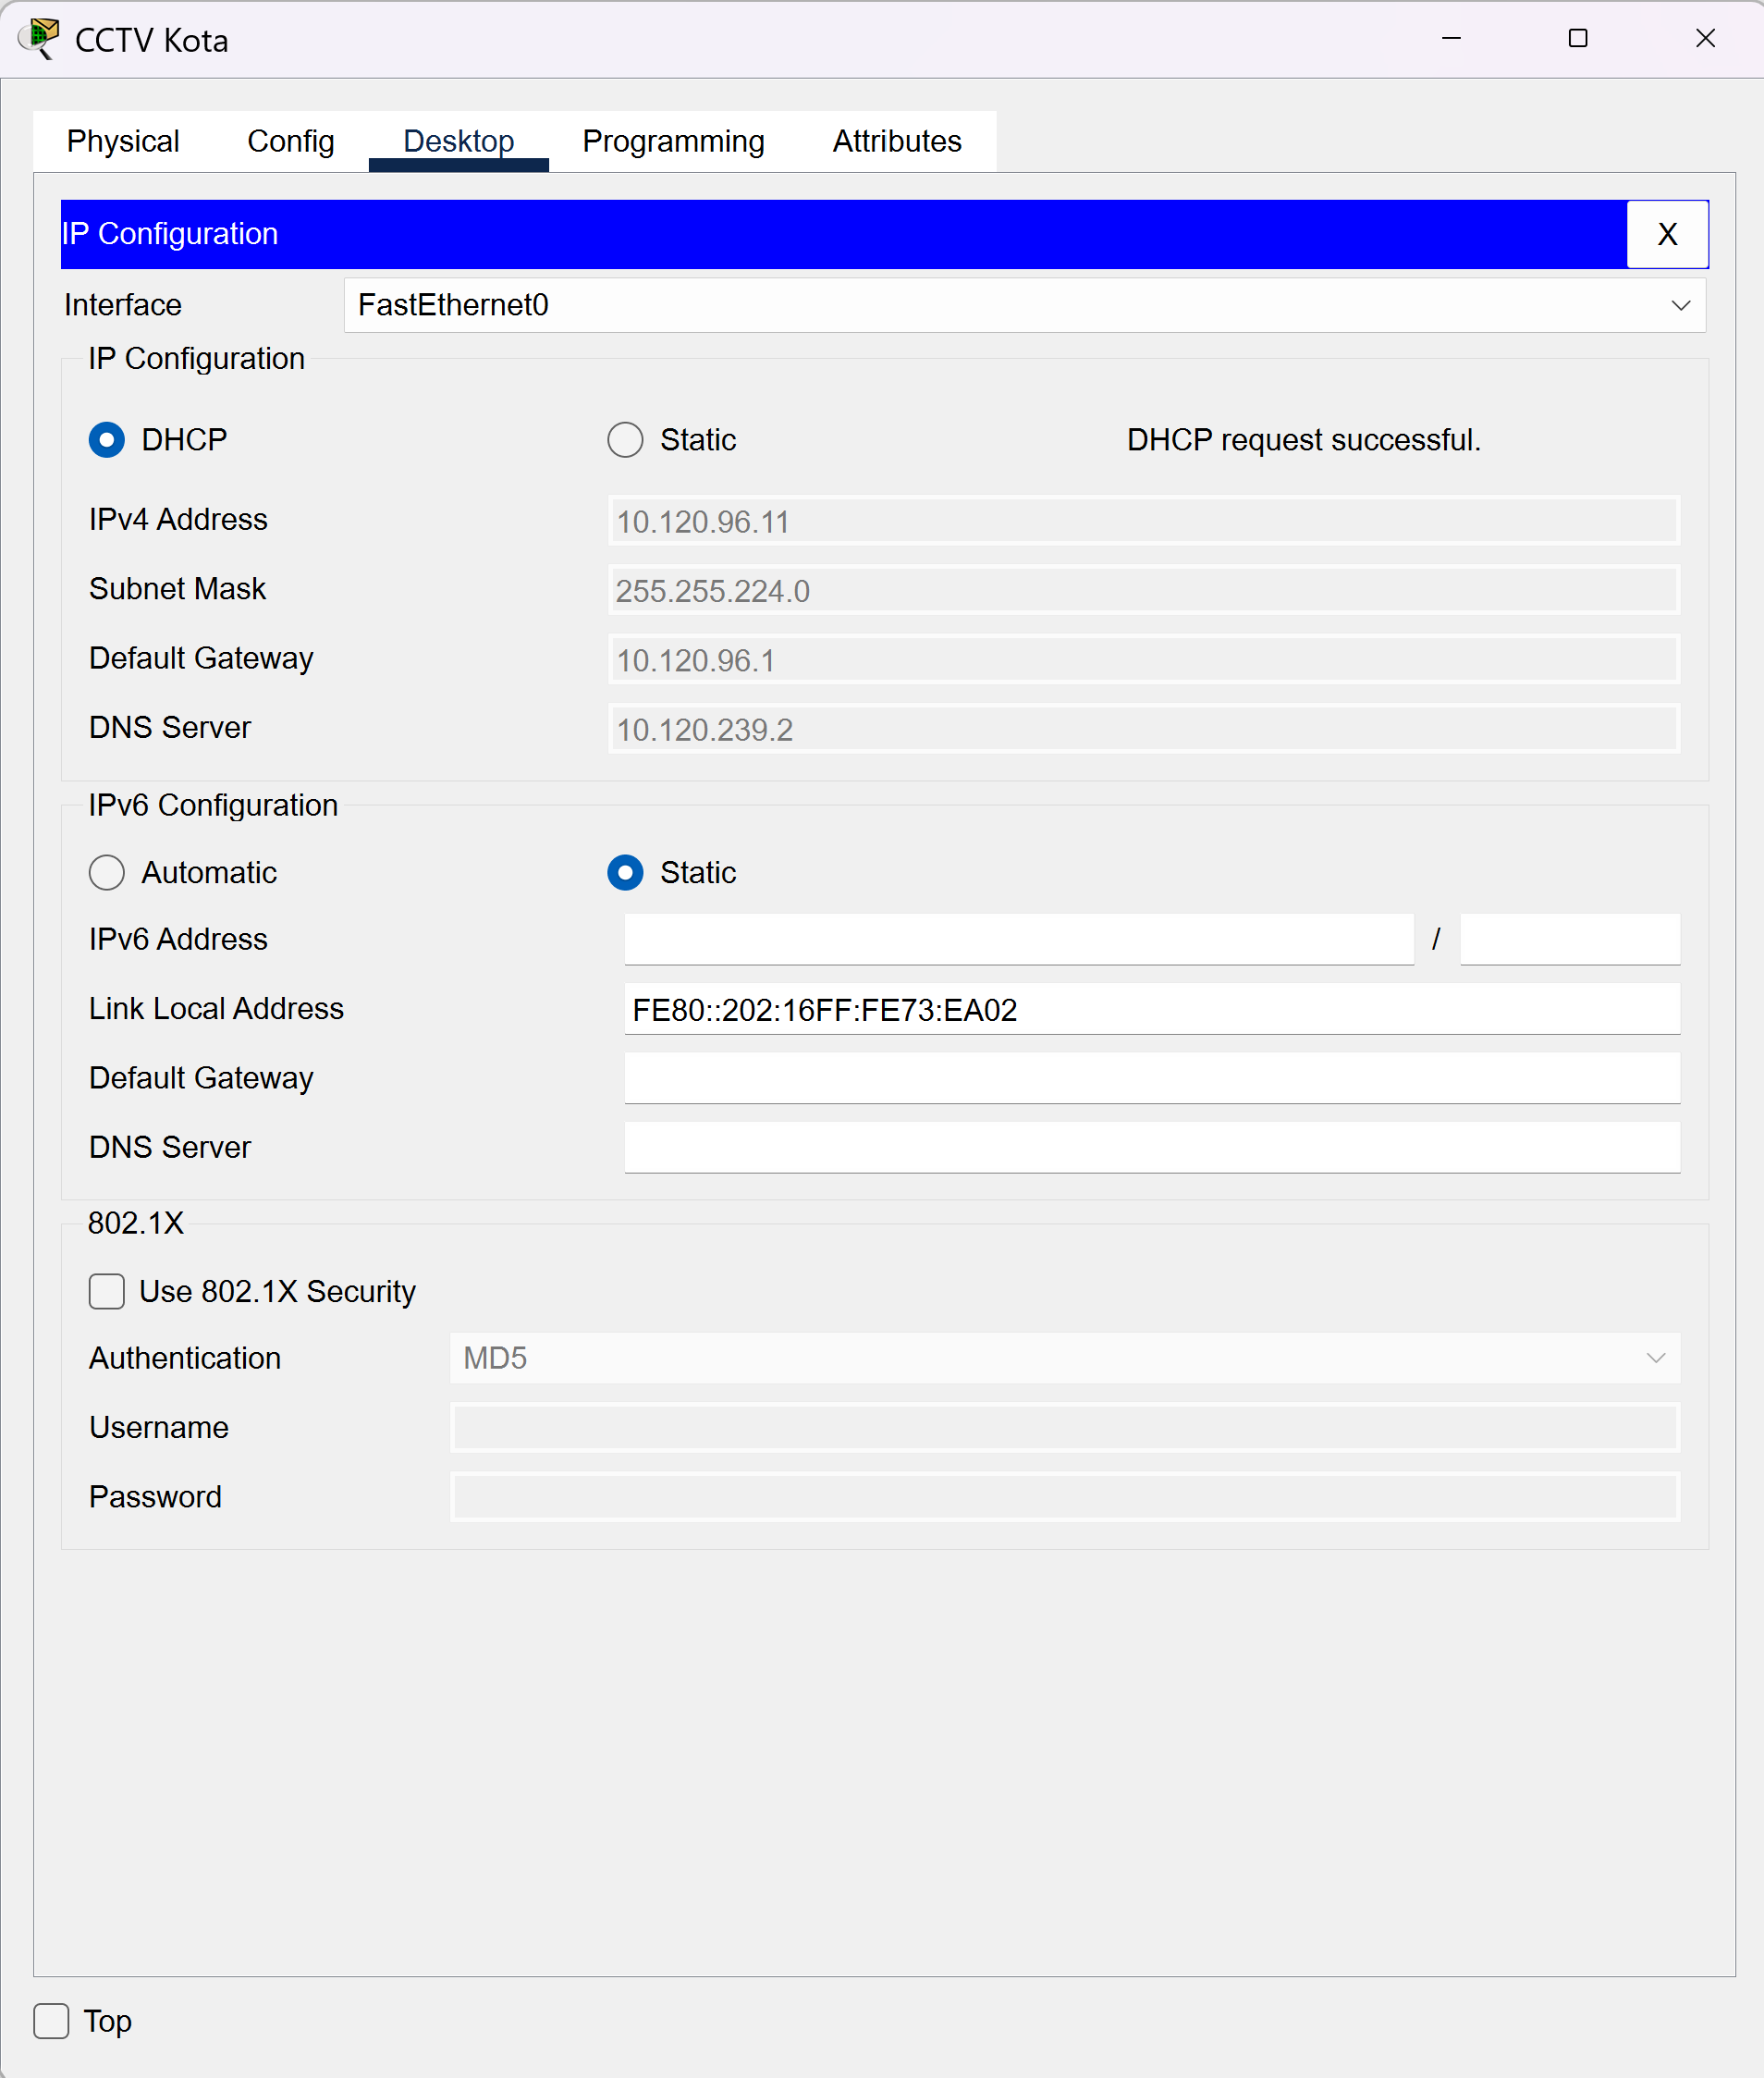 CCTV Kota
Physical Config Desktop Programming Attributes
IP Configuration X
Interface FastEthernet0
IP Configuration
DHCP Static DHCP request successful.
IPv4 Address 10.120.96.11
Subnet Mask 255.255.224.0
Default Gateway 10.120.96.1
DNS Server 10.120.239.2
IPv6 Configuration
Automatic Static
IPv6 Address /
Link Local Address FE80::202:16FF:FE73:EA02
Default Gateway
DNS Server
802.1X
Use 802.1X Security
Authentication MD5
Username
Password
Top